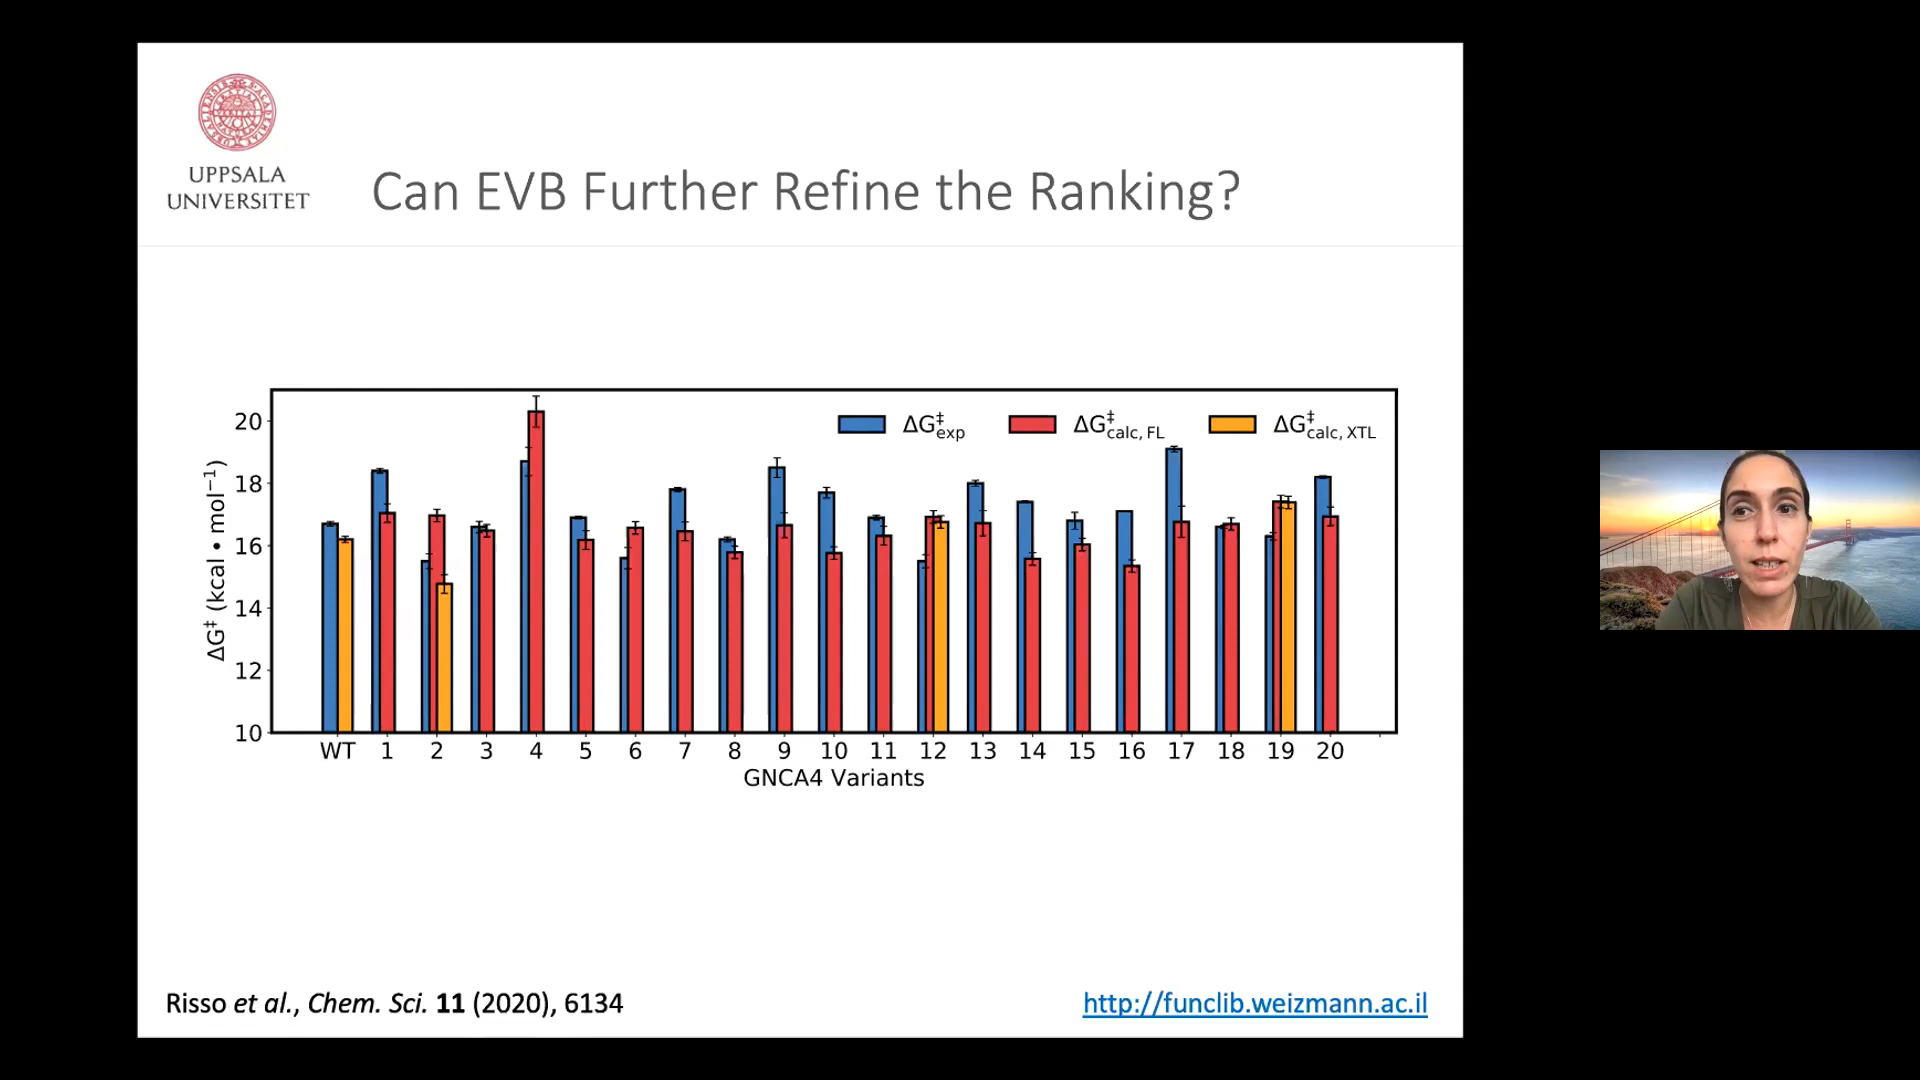 UPPSALA
UNIVERSITET
Can EVB Further Refine the Ranking?
ΔG‡exp
ΔG‡calc, FL
ΔG‡calc, XTL
ΔG‡ (kcal • mol⁻¹)
20
18
16
14
12
10
WT 1 2 3 4 5 6 7 8 9 10 11 12 13 14 15 16 17 18 19 20
GNCA4 Variants
Risso et al., Chem. Sci. 11 (2020), 6134
http://funclib.weizmann.ac.il